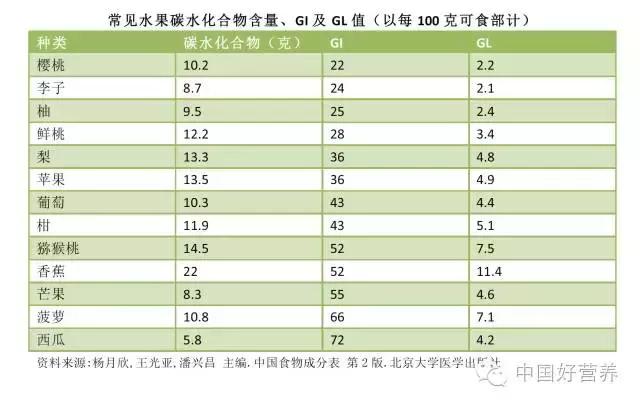 常见水果碳水化合物含量、GI 及 GL 值（以每 100 克可食部计）
种类 碳水化合物（克） GI GL
樱桃 10.2 22 2.2
李子 8.7 24 2.1
柚 9.5 25 2.4
鲜桃 12.2 28 3.4
梨 13.3 36 4.8
苹果 13.5 36 4.9
葡萄 10.3 43 4.4
柑 11.9 43 5.1
猕猴桃 14.5 52 7.5
香蕉 22 52 11.4
芒果 8.3 55 4.6
菠萝 10.8 66 7.1
西瓜 5.8 72 4.2
资料来源:杨月欣,王光亚,潘兴昌 主编.中国食物成分表 第2版.北京大学医学出版社
中国好营养